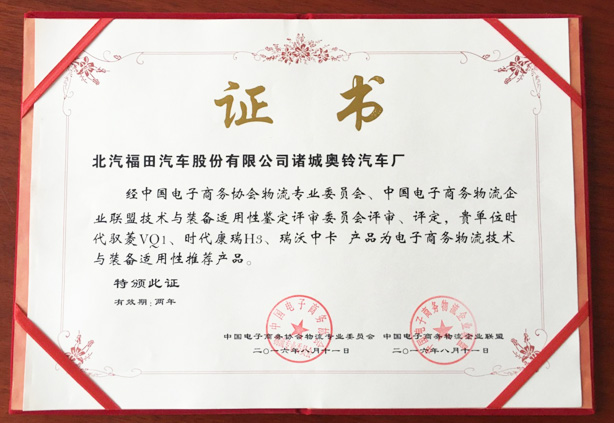 证书
北汽福田汽车股份有限公司诸城奥铃汽车厂
经中国电子商务协会物流专业委员会、中国电子商务物流企
业联盟技术与装备适用性鉴定评审委员会评审、评定，贵单位时
代驭菱VQ1、时代康瑞H3、瑞沃中卡 产品为电子商务物流技术
与装备适用性推荐产品。
特颁此证
有效期：两年
中国电子商务协会物流专业委员会 中国电子商务物流企业联盟
二〇一六年八月十一日 二〇一六年八月十一日